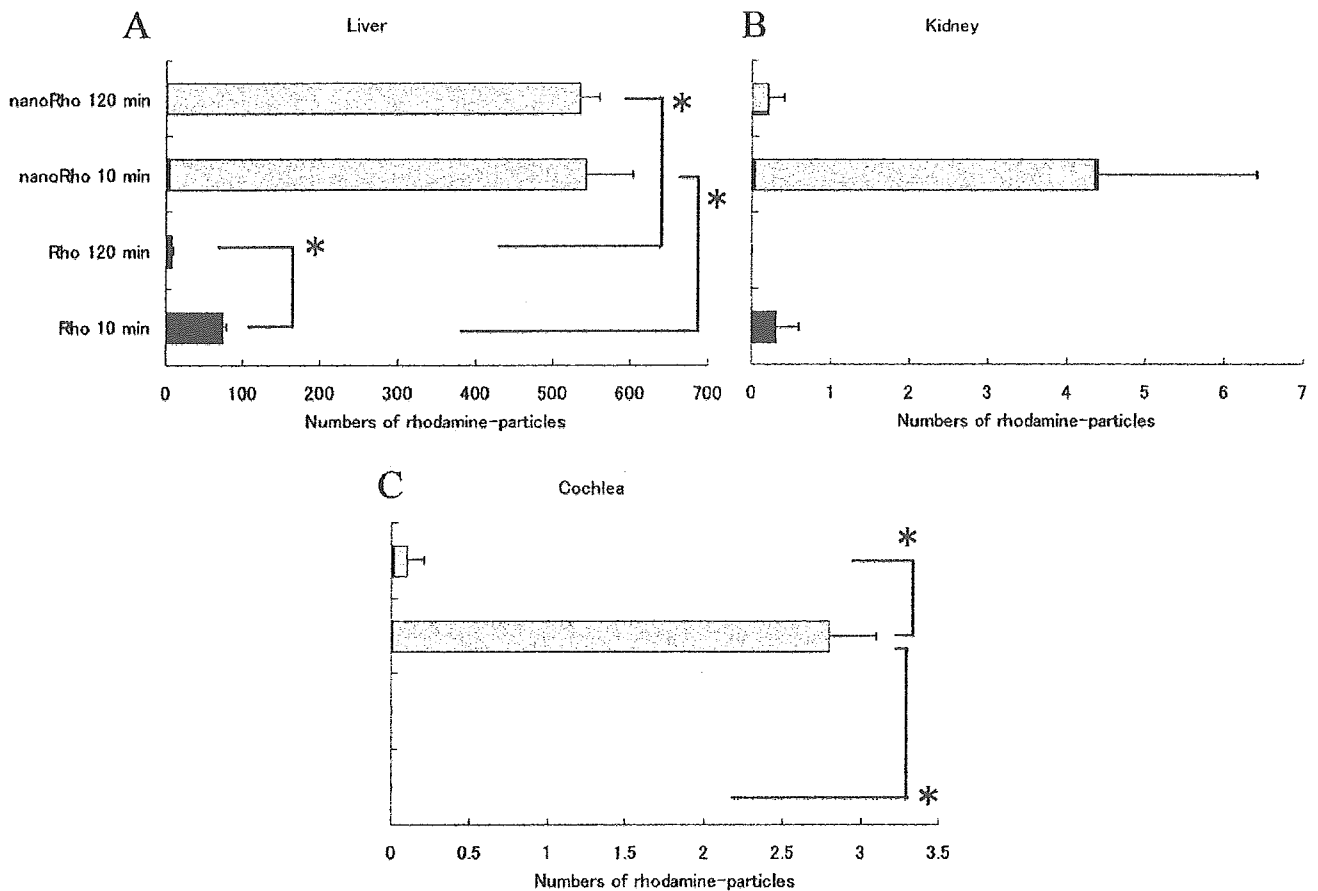 A
Liver
nanoRho 120 min
nanoRho 10 min
Rho 120 min
Rho 10 min
*
*
*
0 100 200 300 400 500 600 700
Numbers of rhodamine-particles
B
Kidney
0 1 2 3 4 5 6 7
Numbers of rhodamine-particles
C
Cochlea
*
*
0 0.5 1 1.5 2 2.5 3 3.5
Numbers of rhodamine-particles